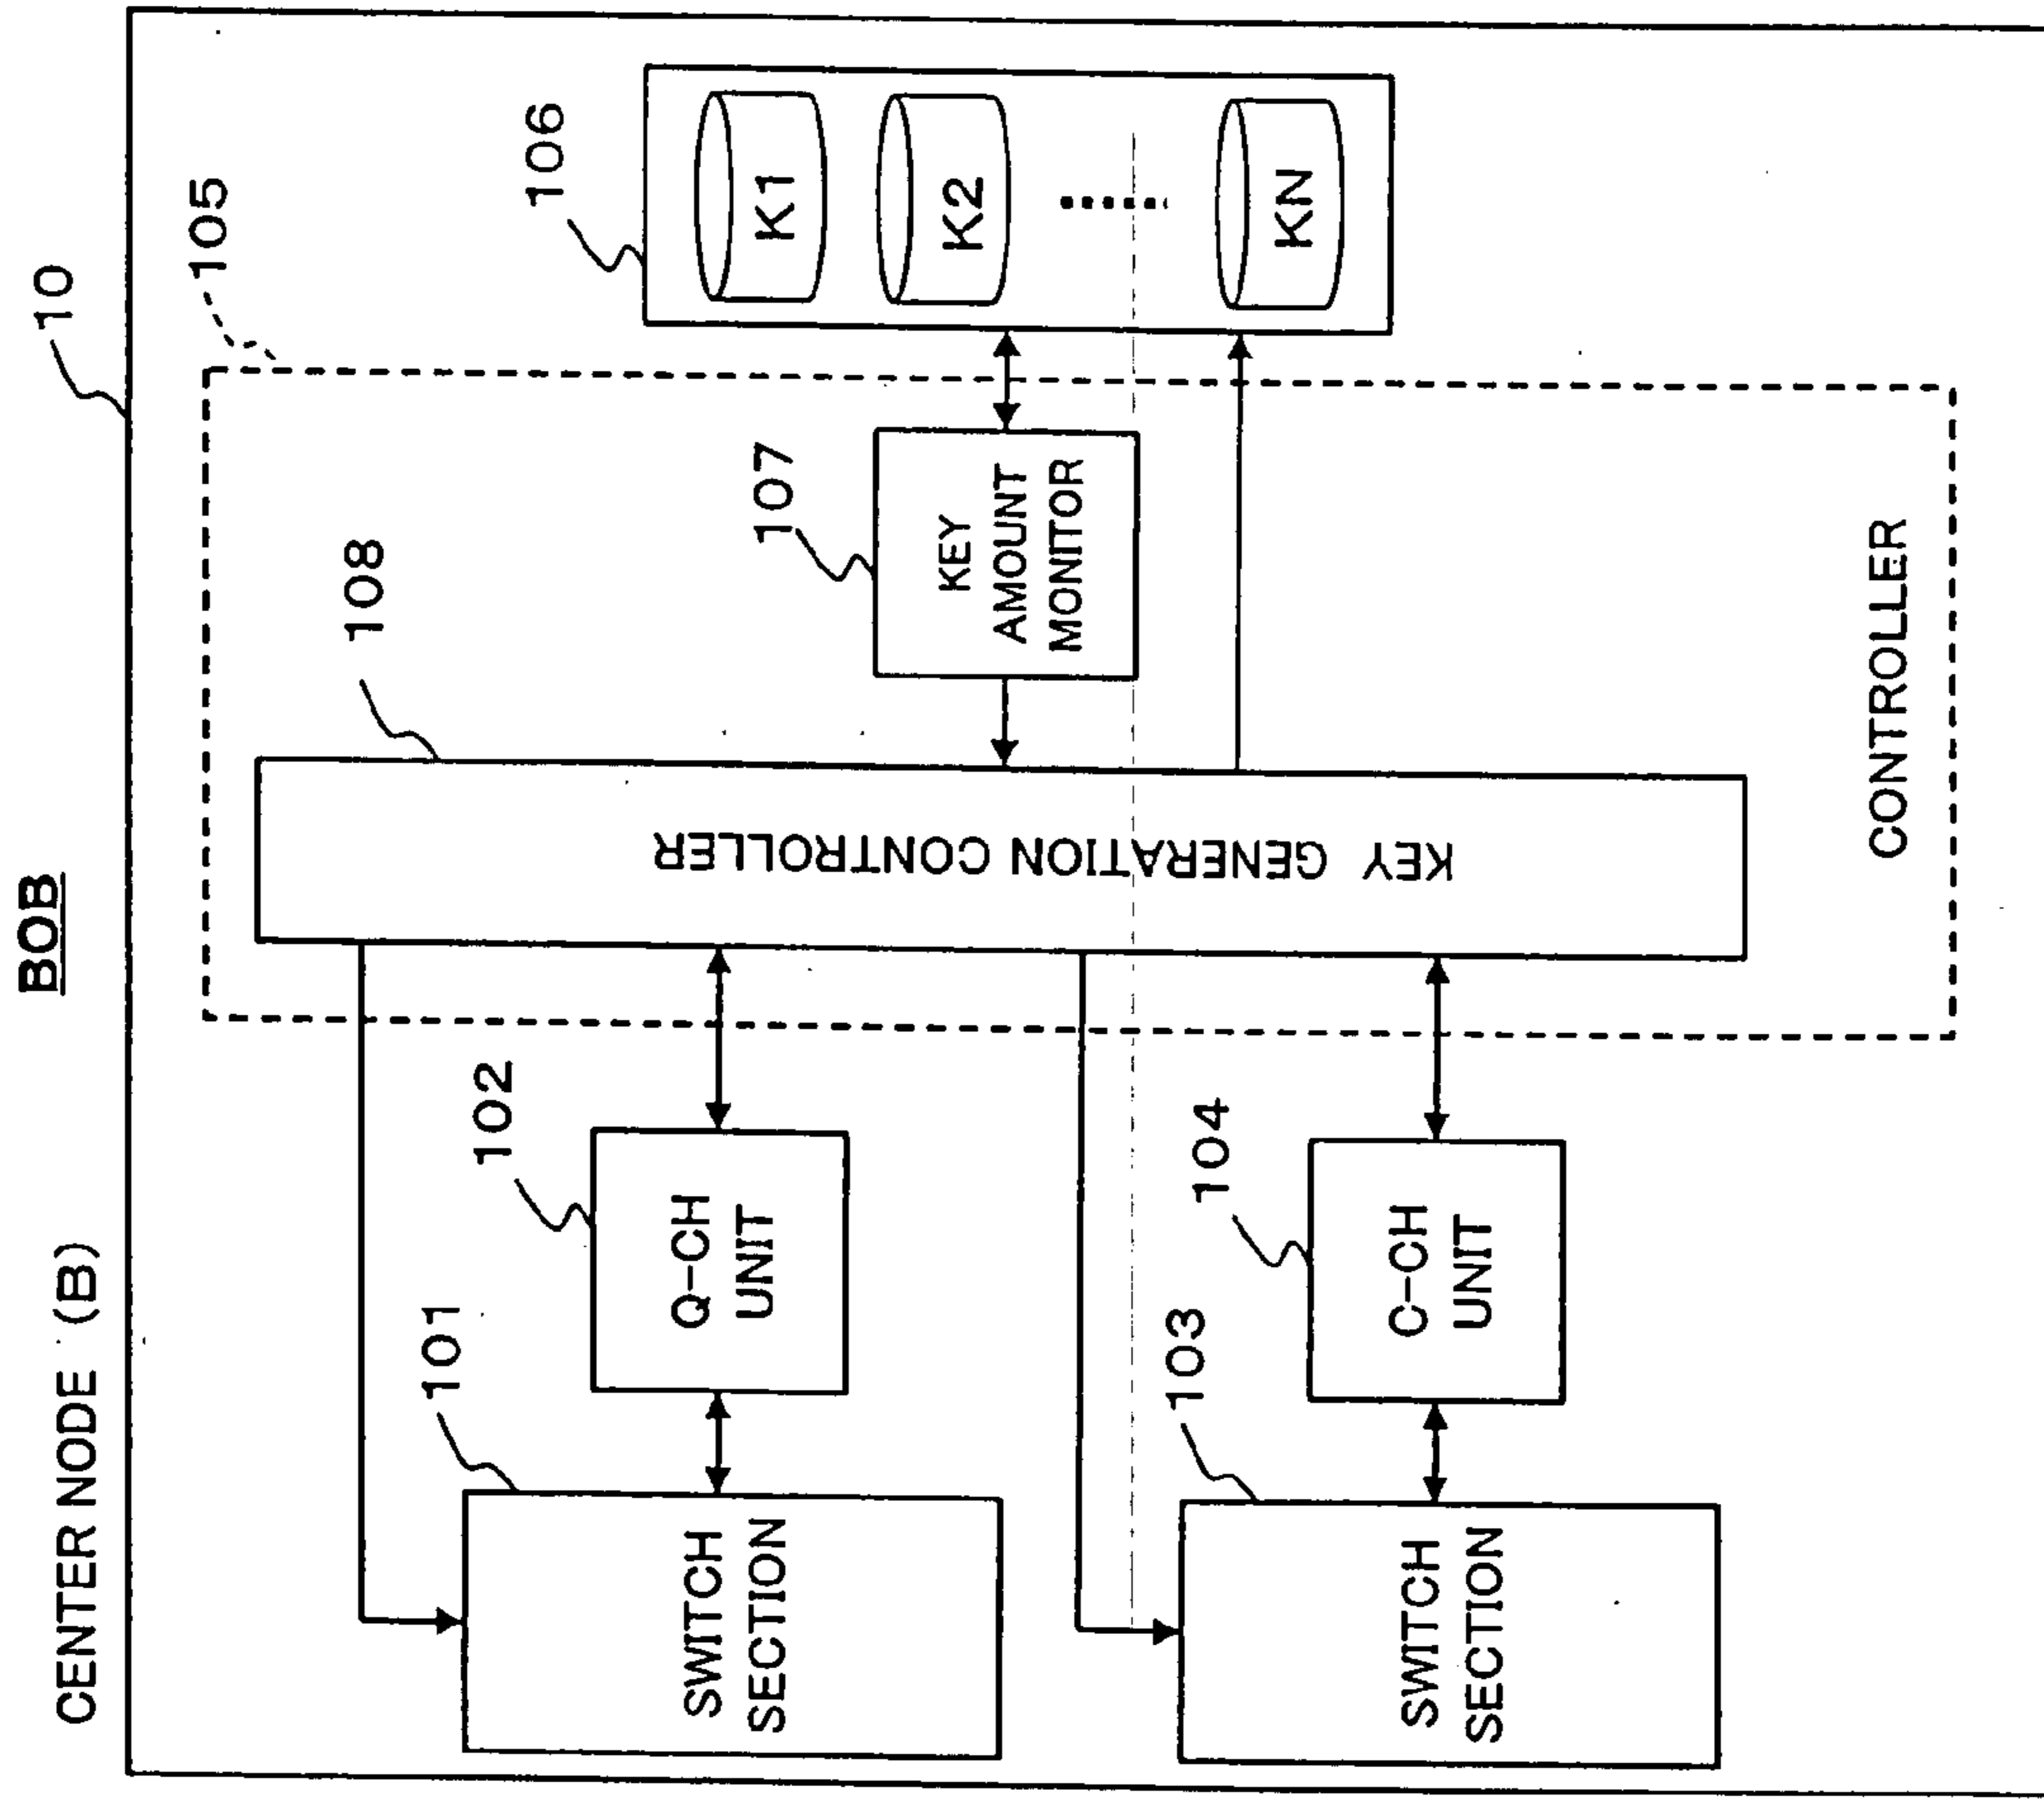 BOB
CENTER NODE (B)
10
105
108
107
106
KEY
AMOUNT
MONITOR
K1
K2
KN
KEY GENERATION CONTROLLER
CONTROLLER
101
SWITCH
SECTION
102
Q-CH
UNIT
103
SWITCH
SECTION
104
C-CH
UNIT